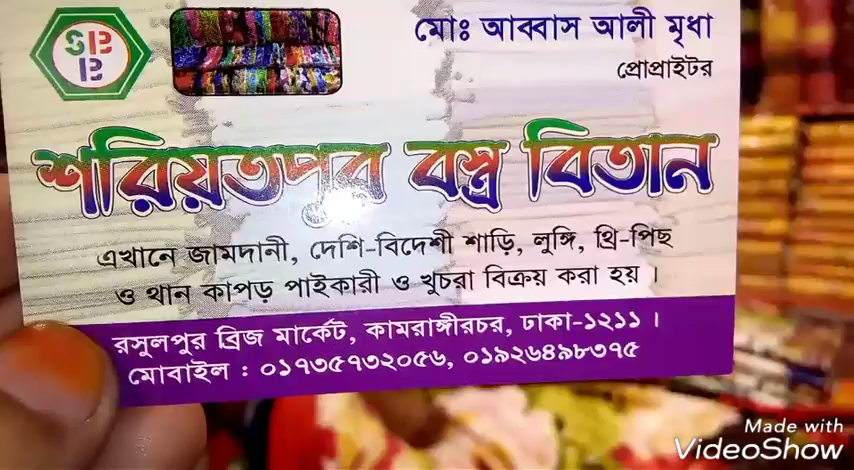 SBB
মোঃ আব্বাস আলী মৃধা
প্রোপ্রাইটর
শরিয়তপুর বস্ত্র বিতান
এখানে জামদানী, দেশি-বিদেশী শাড়ি, লুঙ্গি, থ্রি-পিছ
ও থান কাপড় পাইকারী ও খুচরা বিক্রয় করা হয় ।
রসুলপুর ব্রিজ মার্কেট, কামরাঙ্গীরচর, ঢাকা-১২১১ ।
মোবাইল : ০১৭৩৫৭৩২০৫৬, ০১৯২৬৪৯৮৩৭৫
Made with
VideoShow